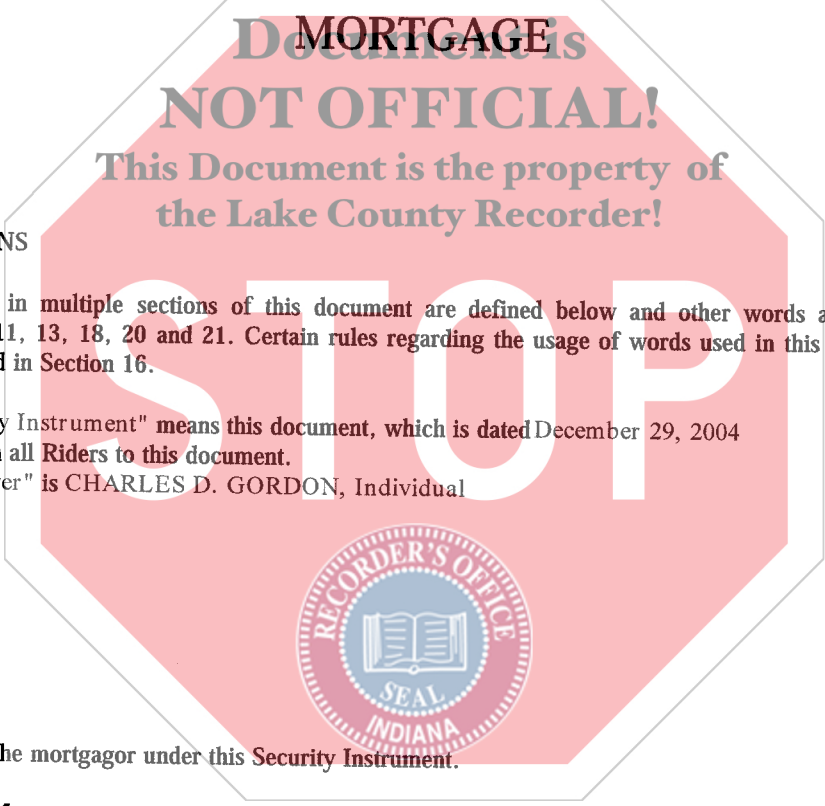 MORTGAGE
Document is
NOT OFFICIAL!
This Document is the property of
the Lake County Recorder!
NS
in multiple sections of this document are defined below and other words a
11, 13, 18, 20 and 21. Certain rules regarding the usage of words used in this
in Section 16.
STOP
y Instrument" means this document, which is dated December 29, 2004
all Riders to this document.
er" is CHARLES D. GORDON, Individual
RECORDER'S OFFICE
SEAL
INDIANA
he mortgagor under this Security Instrument.